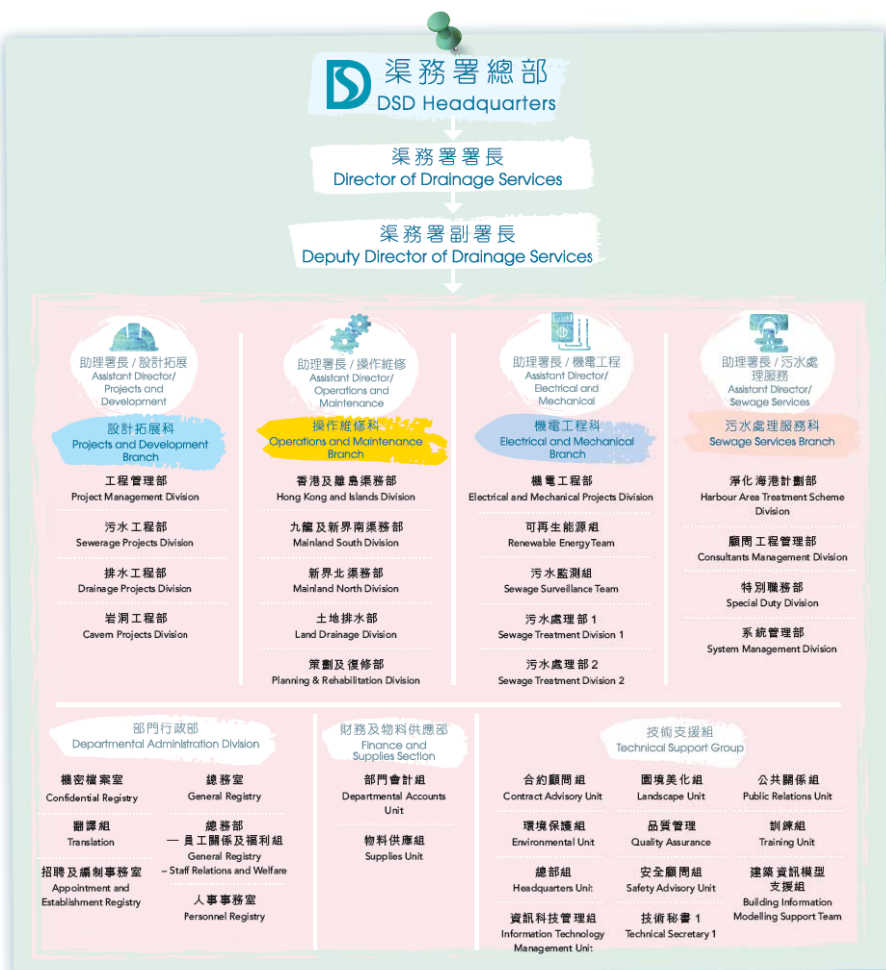 渠務署總部
DSD Headquarters
渠務署署長
Director of Drainage Services
渠務署副署長
Deputy Director of Drainage Services
助理署長 / 設計拓展
Assistant Director/
Projects and
Development
設計拓展科
Projects and Development
Branch
工程管理部
Project Management Division
污水工程部
Sewerage Projects Division
排水工程部
Drainage Projects Division
岩洞工程部
Cavern Projects Division
助理署長 / 操作維修
Assistant Director/
Operations and
Maintenance
操作維修科
Operations and Maintenance
Branch
香港及離島渠務部
Hong Kong and Islands Division
九龍及新界南渠務部
Mainland South Division
新界北渠務部
Mainland North Division
土地排水部
Land Drainage Division
策劃及復修部
Planning & Rehabilitation Division
助理署長 / 機電工程
Assistant Director/
Electrical and
Mechanical
機電工程科
Electrical and Mechanical
Branch
機電工程部
Electrical and Mechanical Projects Division
可再生能源組
Renewable Energy Team
污水監測組
Sewage Surveillance Team
污水處理部 1
Sewage Treatment Division 1
污水處理部 2
Sewage Treatment Division 2
助理署長 / 污水處
理服務
Assistant Director/
Sewage Services
污水處理服務科
Sewage Services Branch
淨化海港計劃部
Harbour Area Treatment Scheme
Division
顧問工程管理部
Consultants Management Division
特別職務部
Special Duty Division
系統管理部
System Management Division
部門行政部
Departmental Administration Division
機密檔案室
Confidential Registry
翻譯組
Translation
招聘及編制事務室
Appointment and
Establishment Registry
總務室
General Registry
總務部
— 員工關係及福利組
General Registry
– Staff Relations and Welfare
人事事務室
Personnel Registry
財務及物料供應部
Finance and
Supplies Section
部門會計組
Departmental Accounts
Unit
物料供應組
Supplies Unit
技術支援組
Technical Support Group
合約顧問組
Contract Advisory Unit
環境保護組
Environmental Unit
總部組
Headquarters Unit
資訊科技管理組
Information Technology
Management Unit
園境美化組
Landscape Unit
品質管理
Quality Assurance
安全顧問組
Safety Advisory Unit
技術秘書 1
Technical Secretary 1
公共關係組
Public Relations Unit
訓練組
Training Unit
建築資訊模型
支援組
Building Information
Modelling Support Team